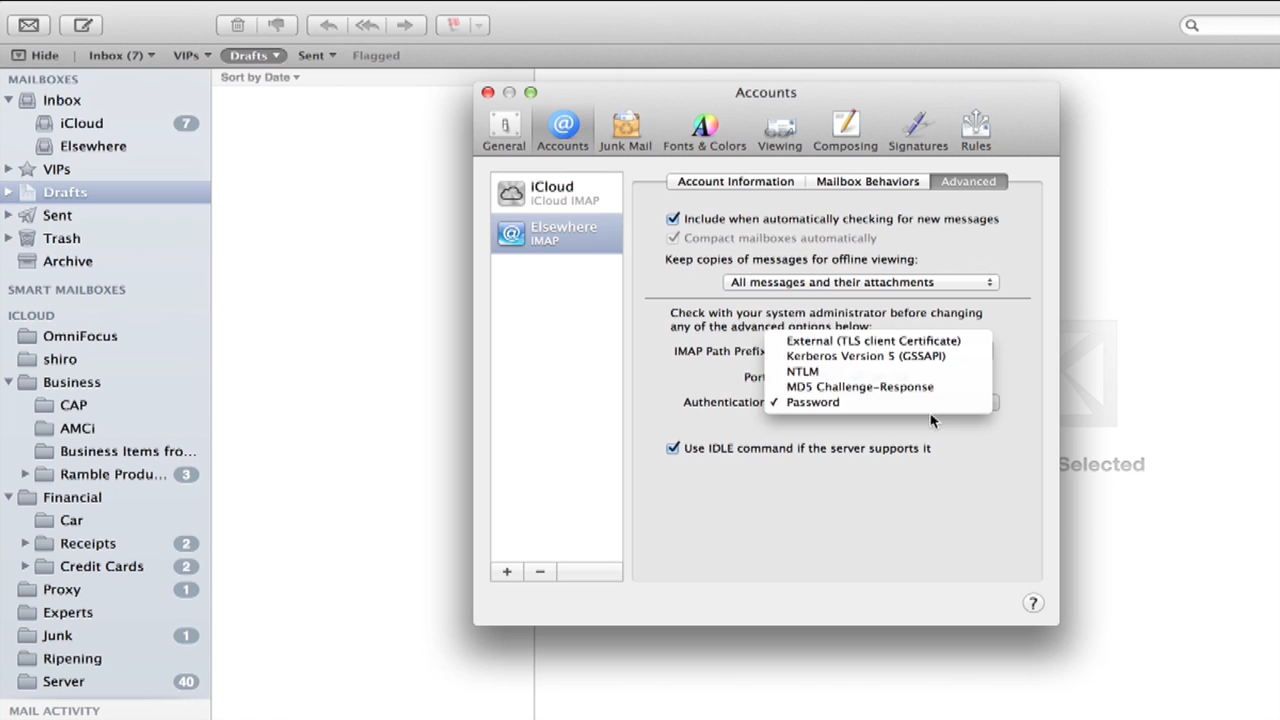 Hide
Inbox (7)
VIPs
Drafts
Sent
Flagged
MAILBOXES
Inbox
iCloud 7
Elsewhere
VIPs
Drafts
Sent
Trash
Archive
SMART MAILBOXES
ICLOUD
OmniFocus
shiro
Business
CAP
AMCi
Business Items fro...
Ramble Produ... 3
Financial
Car
Receipts 2
Credit Cards 2
Proxy 1
Experts
Junk 1
Ripening
Server 40
MAIL ACTIVITY
Sort by Date
Accounts
General
Accounts
Junk Mail
Fonts & Colors
Viewing
Composing
Signatures
Rules
iCloud
iCloud IMAP
Elsewhere
IMAP
Account Information
Mailbox Behaviors
Advanced
Include when automatically checking for new messages
Compact mailboxes automatically
Keep copies of messages for offline viewing:
All messages and their attachments
Check with your system administrator before changing
any of the advanced options below:
IMAP Path Prefix
Port
Authentication
External (TLS client Certificate)
Kerberos Version 5 (GSSAPI)
NTLM
MD5 Challenge-Response
✓ Password
Use IDLE command if the server supports it
+ −
?
Selected